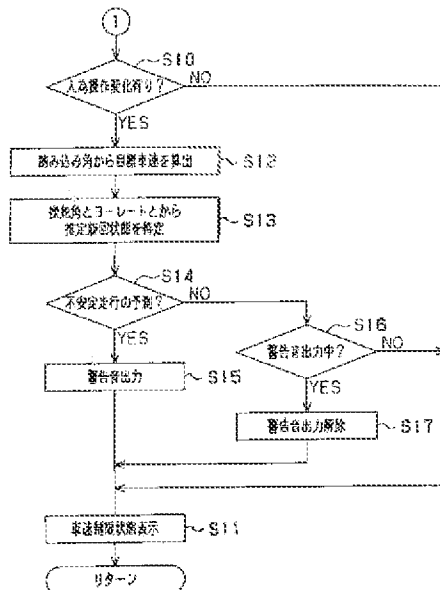 1
S10
人為操作変化有り?
NO
YES
踏み込み角から目標車速を算出
S12
操舵角とヨーレートとから
推定旋回状態を特定
S13
S14
不安定走行の予測?
NO
S16
YES
警告音出力
S15
警告音出力中?
NO
YES
警告音出力解除
S17
車速制限状態表示
S11
リターン